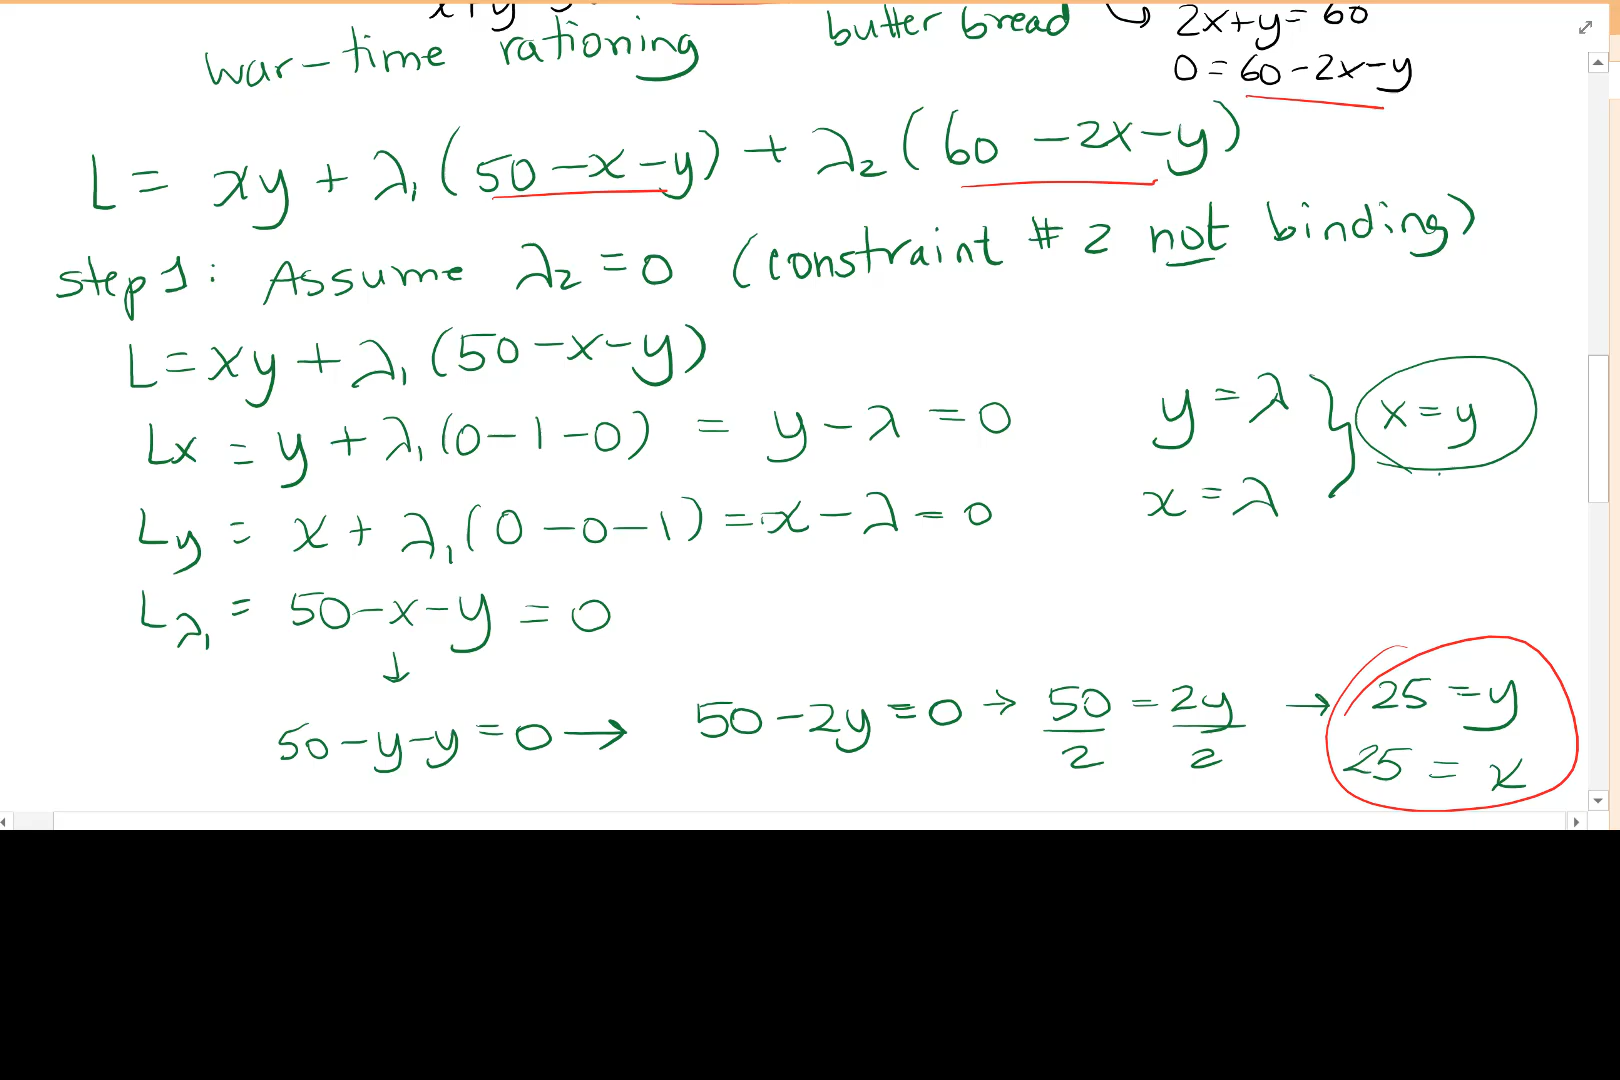 war-time rationing butter bread ↳ 2x+y=60
0=60-2x-y
L= xy+λ₁(50-x-y)+λ₂(60-2x-y)
step1: Assume λ₂=0 (constraint #2 not binding)
L=xy+λ₁(50-x-y)
Lx = y+λ₁(0-1-0) = y-λ=0
y=λ } x=y
Ly = x+λ₁(0-0-1)=x-λ=0
x=λ
Lλ₁ = 50-x-y=0
↓
50-y-y=0 → 50-2y=0 → 50/2 = 2y/2 → 25=y
25=x